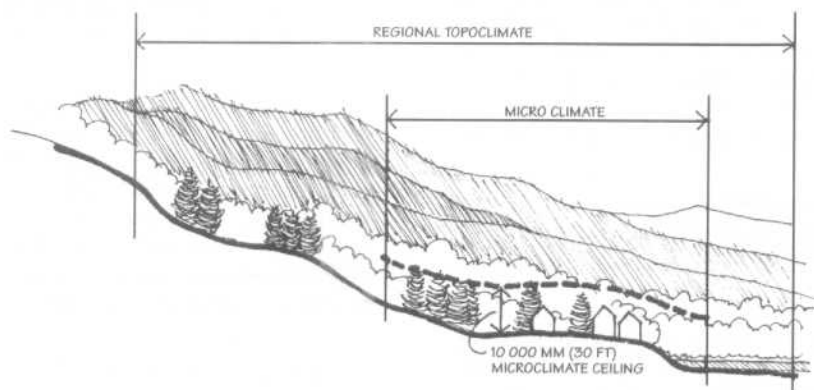 REGIONAL TOPOCLIMATE
MICRO CLIMATE
10 000 MM (30 FT)
MICROCLIMATE CEILING